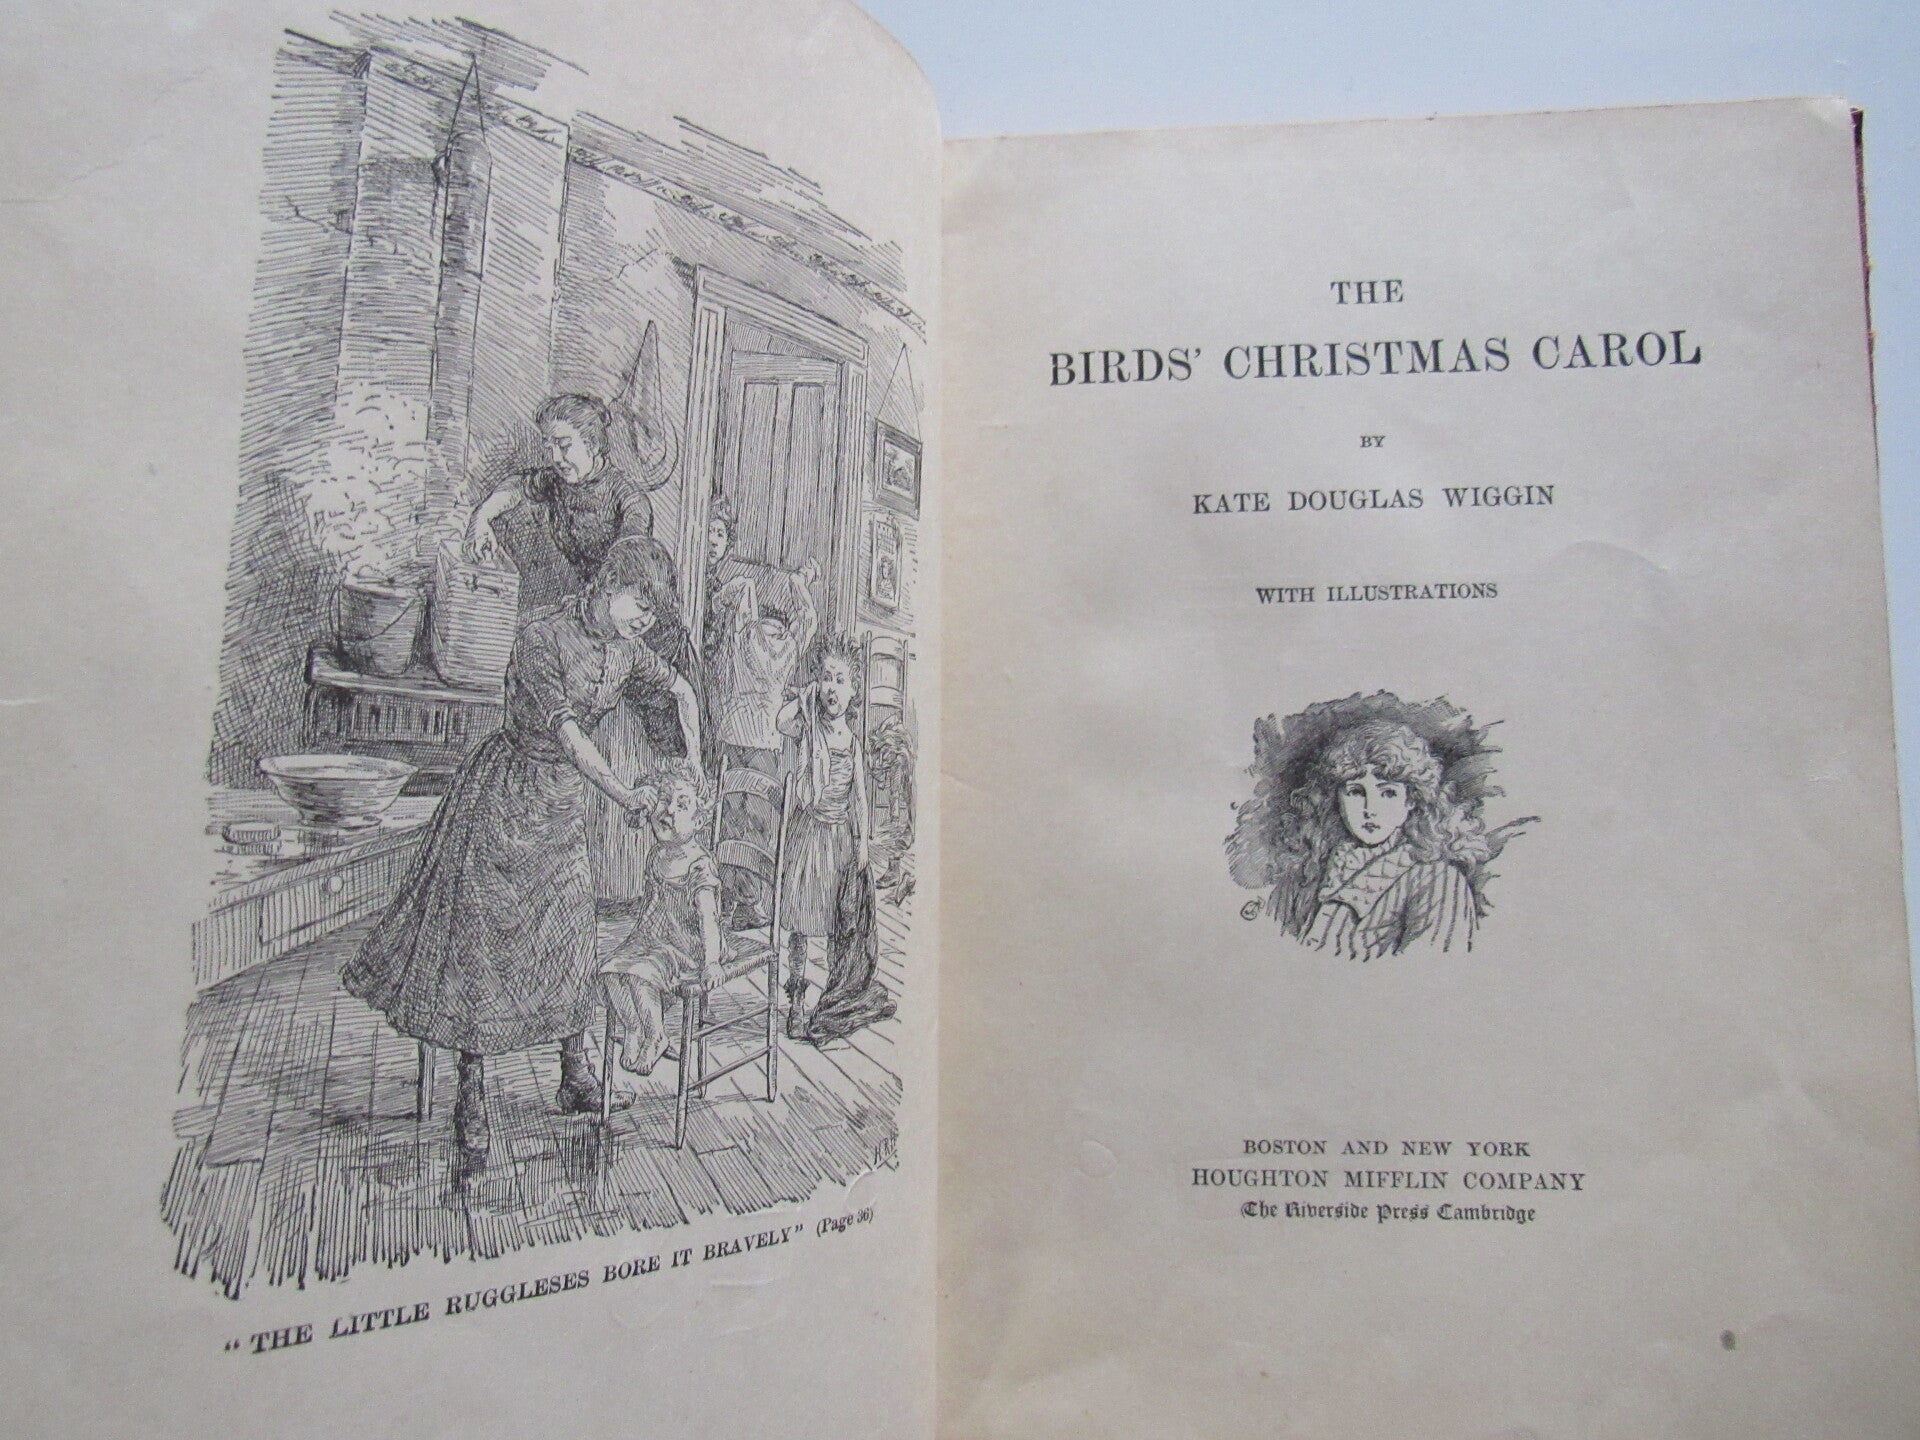 "THE LITTLE RUGGLESES BORE IT BRAVELY" (Page 36)
THE
BIRDS' CHRISTMAS CAROL
BY
KATE DOUGLAS WIGGIN
WITH ILLUSTRATIONS
BOSTON AND NEW YORK
HOUGHTON MIFFLIN COMPANY
The Riverside Press Cambridge